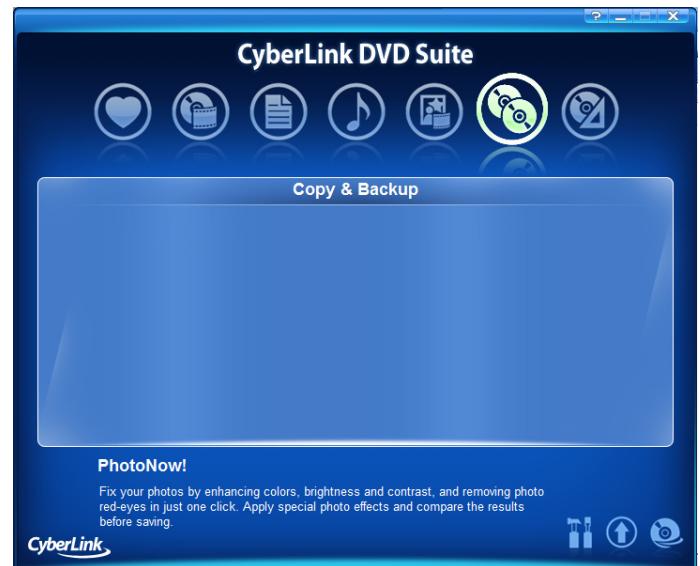 CyberLink DVD Suite
Copy & Backup
PhotoNow!
Fix your photos by enhancing colors, brightness and contrast, and removing photo
red-eyes in just one click. Apply special photo effects and compare the results
before saving.
CyberLink